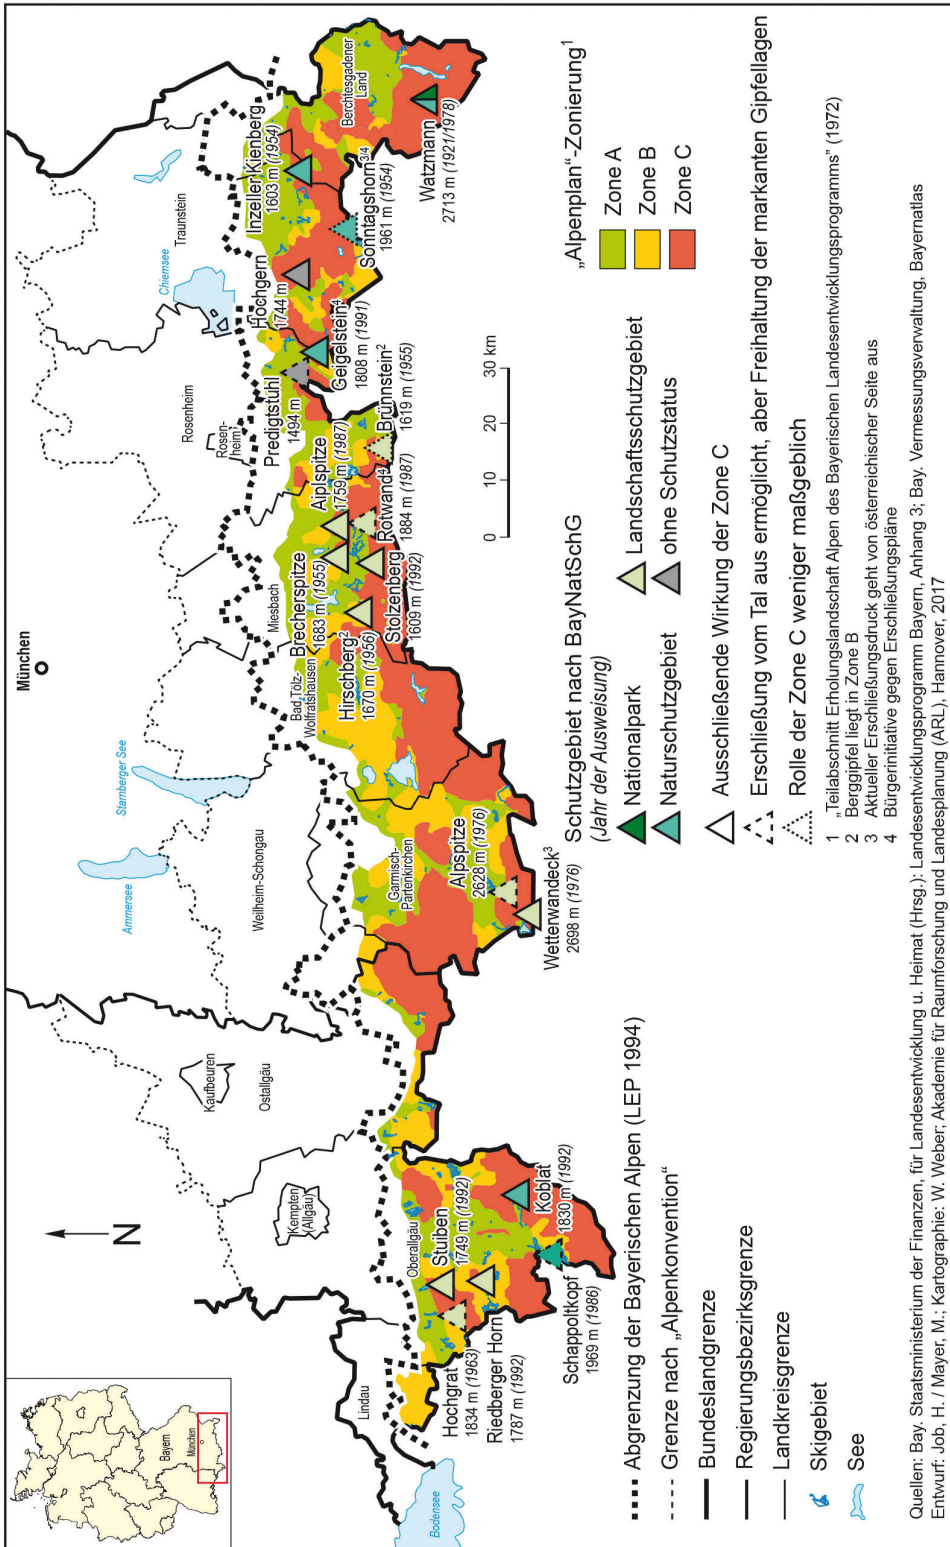 Bayern
München
Bodensee
Lindau
Kempten
(Allgäu)
Kaufbeuren
Ostallgäu
Oberallgäu
N
Ammersee
Starnberger See
Weilheim-Schongau
Garmisch-
Partenkirchen
Bad Tölz-
Wolfratshausen
München
Miesbach
Rosenheim
Rosen-
heim
Chiemsee
Traunstein
Berchtesgadener
Land
Hochgrat
1834 m (1963)
Riedberger Horn
1787 m (1992)
Stuiben
1749 m (1992)
Schappoltkopf
1969 m (1986)
Koblat
1830 m (1992)
Wetterwandeck³
2698 m (1976)
Alpspitze
2628 m (1976)
Hirschberg²
1670 m (1956)
Brecherspitze
1683 m (1955)
Stolzenberg
1609 m (1992)
Rotwand⁴
1884 m (1987)
Aiplspitze
1759 m (1987)
Brünnstein²
1619 m (1955)
Predigtstuhl
1494 m
Geigelstein⁴
1808 m (1991)
Hochgern
1744 m
Sonntagshorn³/⁴
1961 m (1954)
Inzeller Kienberg
1603 m (1954)
Watzmann
2713 m (1921/1978)
Abgrenzung der Bayerischen Alpen (LEP 1994)
Grenze nach „Alpenkonvention”
Bundeslandgrenze
Regierungsbezirksgrenze
Landkreisgrenze
Skigebiet
See
0 10 20 30 km
Schutzgebiet nach BayNatSchG
(Jahr der Ausweisung)
Nationalpark
Naturschutzgebiet
Landschaftsschutzgebiet
ohne Schutzstatus
Ausschließende Wirkung der Zone C
Erschließung vom Tal aus ermöglicht, aber Freihaltung der markanten Gipfellagen
Rolle der Zone C weniger maßgeblich
„Alpenplan”-Zonierung¹
Zone A
Zone B
Zone C
1 „Teilabschnitt Erholungslandschaft Alpen des Bayerischen Landesentwicklungsprogramms” (1972)
2 Berggipfel liegt in Zone B
3 Aktueller Erschließungsdruck geht von österreichischer Seite aus
4 Bürgerinitiative gegen Erschließungspläne
Quellen: Bay. Staatsministerium der Finanzen, für Landesentwicklung u. Heimat (Hrsg.): Landesentwicklungsprogramm Bayern, Anhang 3; Bay. Vermessungsverwaltung, Bayernatlas
Entwurf: Job, H. / Mayer, M.; Kartographie: W. Weber; Akademie für Raumforschung und Landesplanung (ARL), Hannover, 2017